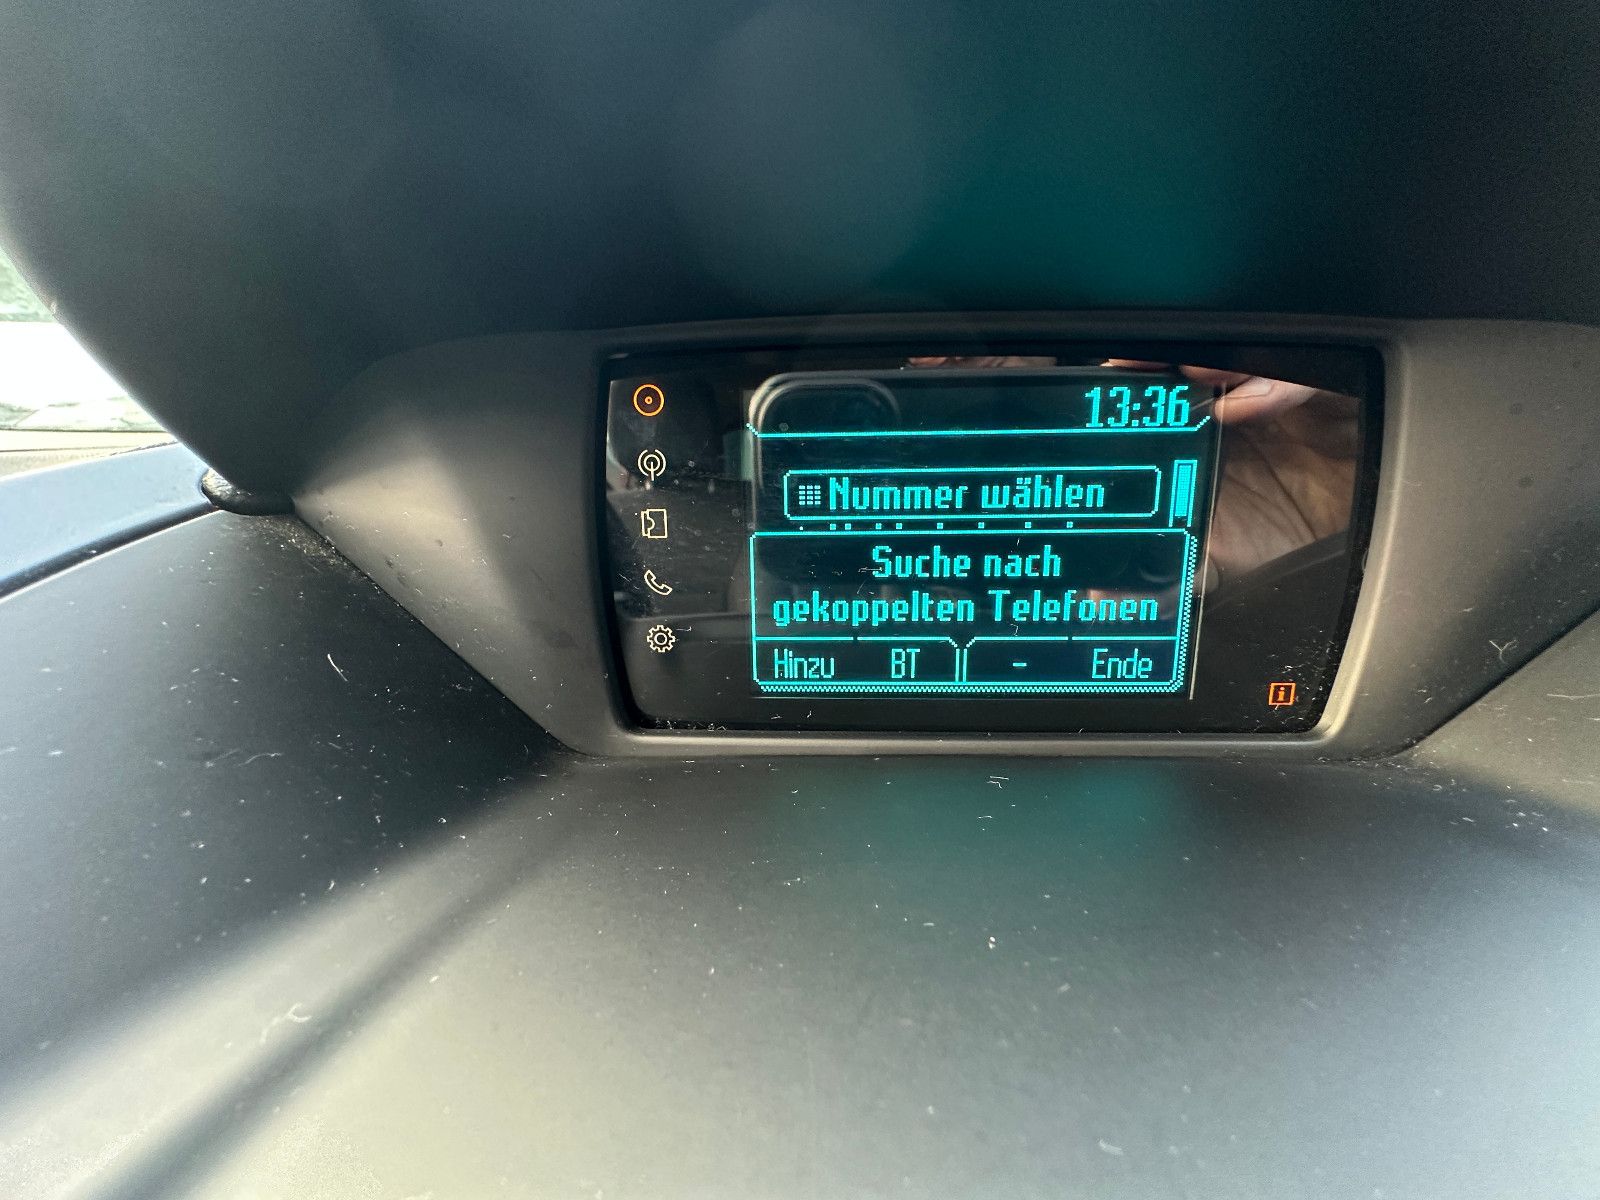 13:36
Nummer wählen
Suche nach
gekoppelten Telefonen
Hinzu BT - Ende
i